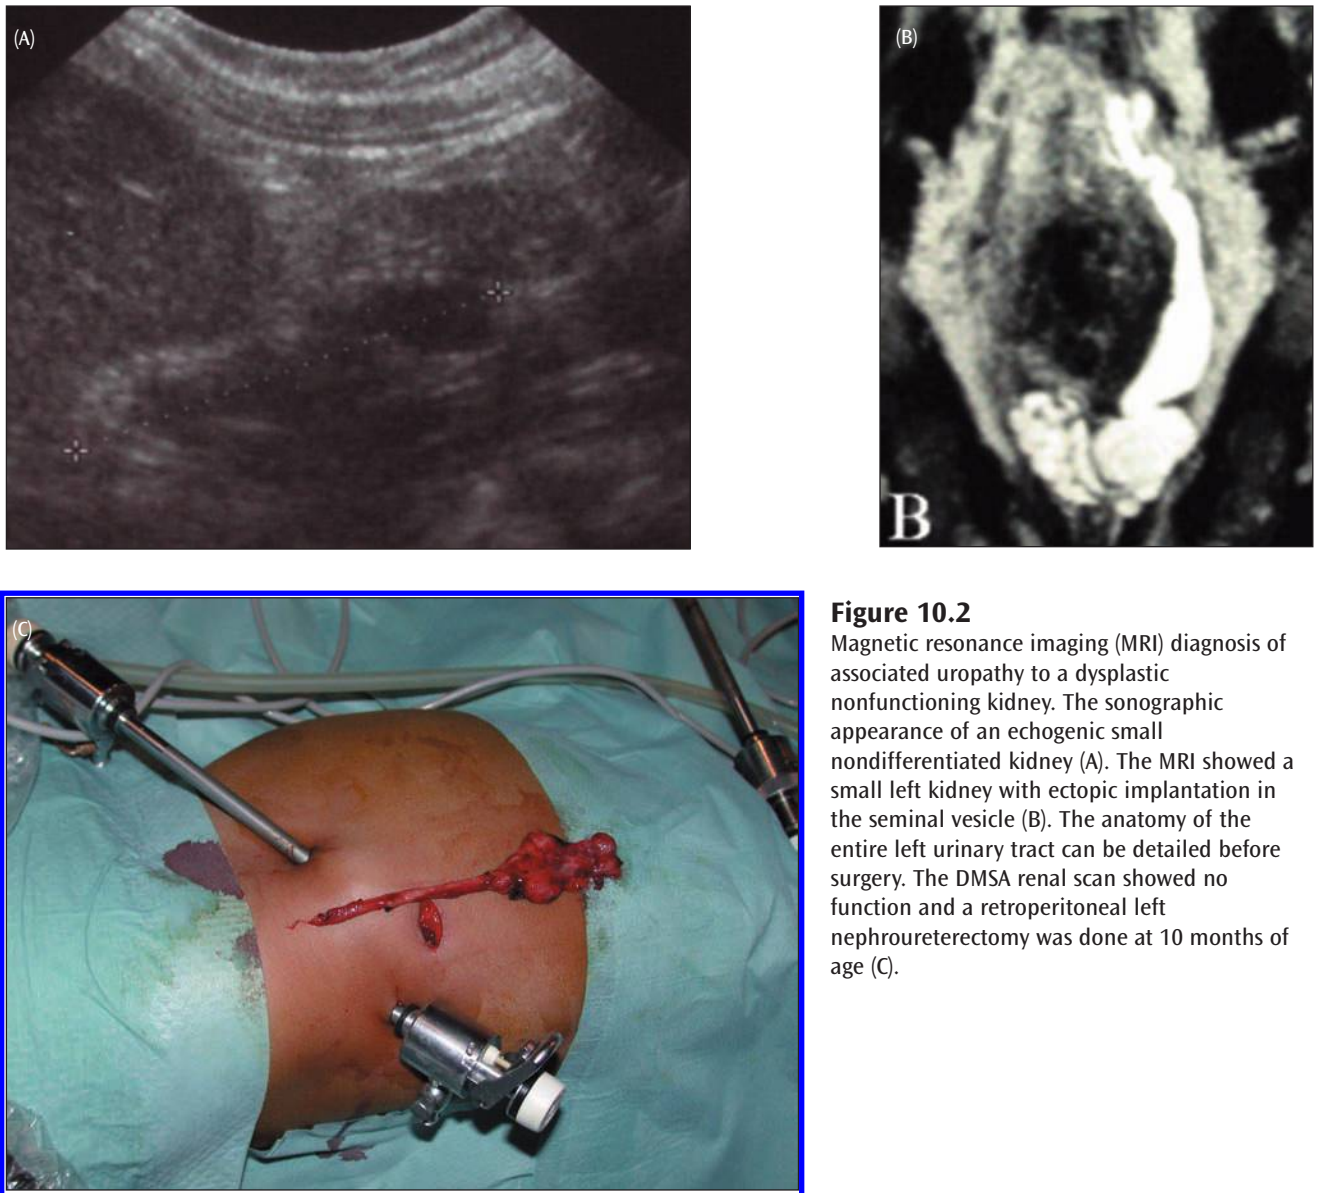 (A)
(B)
B
(C)
Figure 10.2
Magnetic resonance imaging (MRI) diagnosis of
associated uropathy to a dysplastic
nonfunctioning kidney. The sonographic
appearance of an echogenic small
nondifferentiated kidney (A). The MRI showed a
small left kidney with ectopic implantation in
the seminal vesicle (B). The anatomy of the
entire left urinary tract can be detailed before
surgery. The DMSA renal scan showed no
function and a retroperitoneal left
nephroureterectomy was done at 10 months of
age (C).